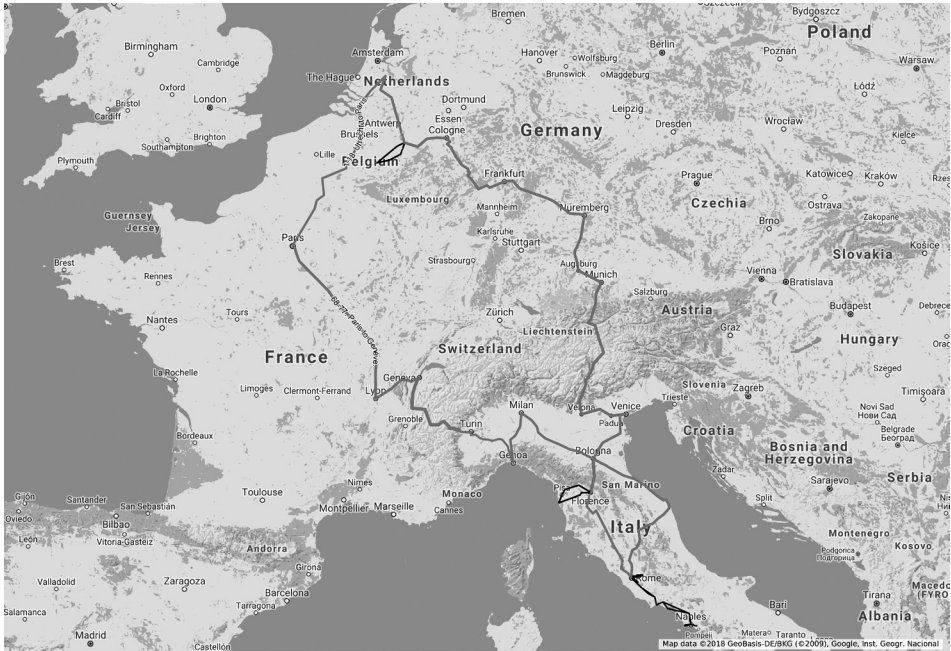 Bremen
Bydgoszcz
Poland
Birmingham
Cambridge
Amsterdam
Hanover
Wolfsburg
Berlin
Poznań
Warsaw
The Hague
Netherlands
Brunswick
Magdeburg
Oxford
London
Dortmund
Essen
Leipzig
Łódź
Cardiff
Bristol
Antwerp
Cologne
Germany
Dresden
Wrocław
Kielce
Brussels
Southampton
Brighton
Plymouth
Lille
Belgium
Frankfurt
Prague
Katowice
Kraków
Luxembourg
Czechia
Ostrava
Guernsey
Jersey
Mannheim
Nuremberg
Brno
Zakopane
Paris
Karlsruhe
Stuttgart
Slovakia
Košice
Brest
Rennes
Strasbourg
Augsburg
Munich
Vienna
Bratislava
Salzburg
Budapest
Nantes
Tours
Zürich
Austria
Graz
Liechtenstein
Hungary
France
Switzerland
Szeged
La Rochelle
Limoges
Clermont-Ferrand
Lyon
Geneva
Slovenia
Zagreb
Timișoara
Milan
Verona
Venice
Trieste
Novi Sad
Нови Сад
Grenoble
Turin
Padua
Croatia
Belgrade
Београд
Bordeaux
Genoa
Bologna
Bosnia and
Herzegovina
Zadar
Serbia
Sarajevo
Nimes
Pisa
San Marino
Toulouse
Montpellier
Marseille
Monaco
Cannes
Florence
Split
Gijón
Santander
San Sebastián
Oviedo
Bilbao
Italy
Montenegro
León
Vitoria-Gasteiz
Andorra
Podgorica
Подгорица
Kosovo
Valladolid
Zaragoza
Girona
Rome
Barcelona
Tirana
Salamanca
Tarragona
Naples
Bari
Albania
(FYRO
Madrid
Castellón
Pompeii
Matera
Taranto
Map data ©2018 GeoBasis-DE/BKG (©2009), Google, Inst. Geogr. Nacional